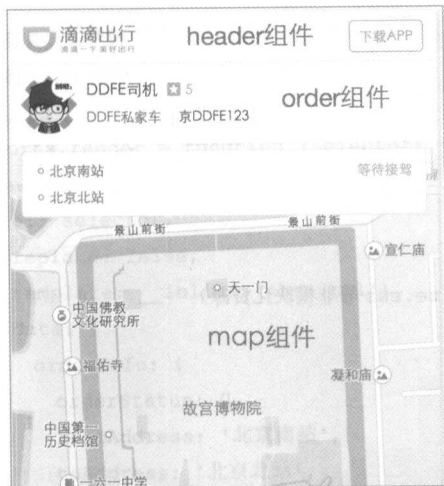 滴滴出行
滴滴一下 美好出行
header组件
下载APP
DDFE司机 5
order组件
DDFE私家车 京DDFE123
北京南站
等待接驾
北京北站
景山前街
景山前街
宣仁庙
天一门
中国佛教
文化研究所
map组件
福佑寺
凝和庙
故宫博物院
中国第一
历史档馆
一六一中学